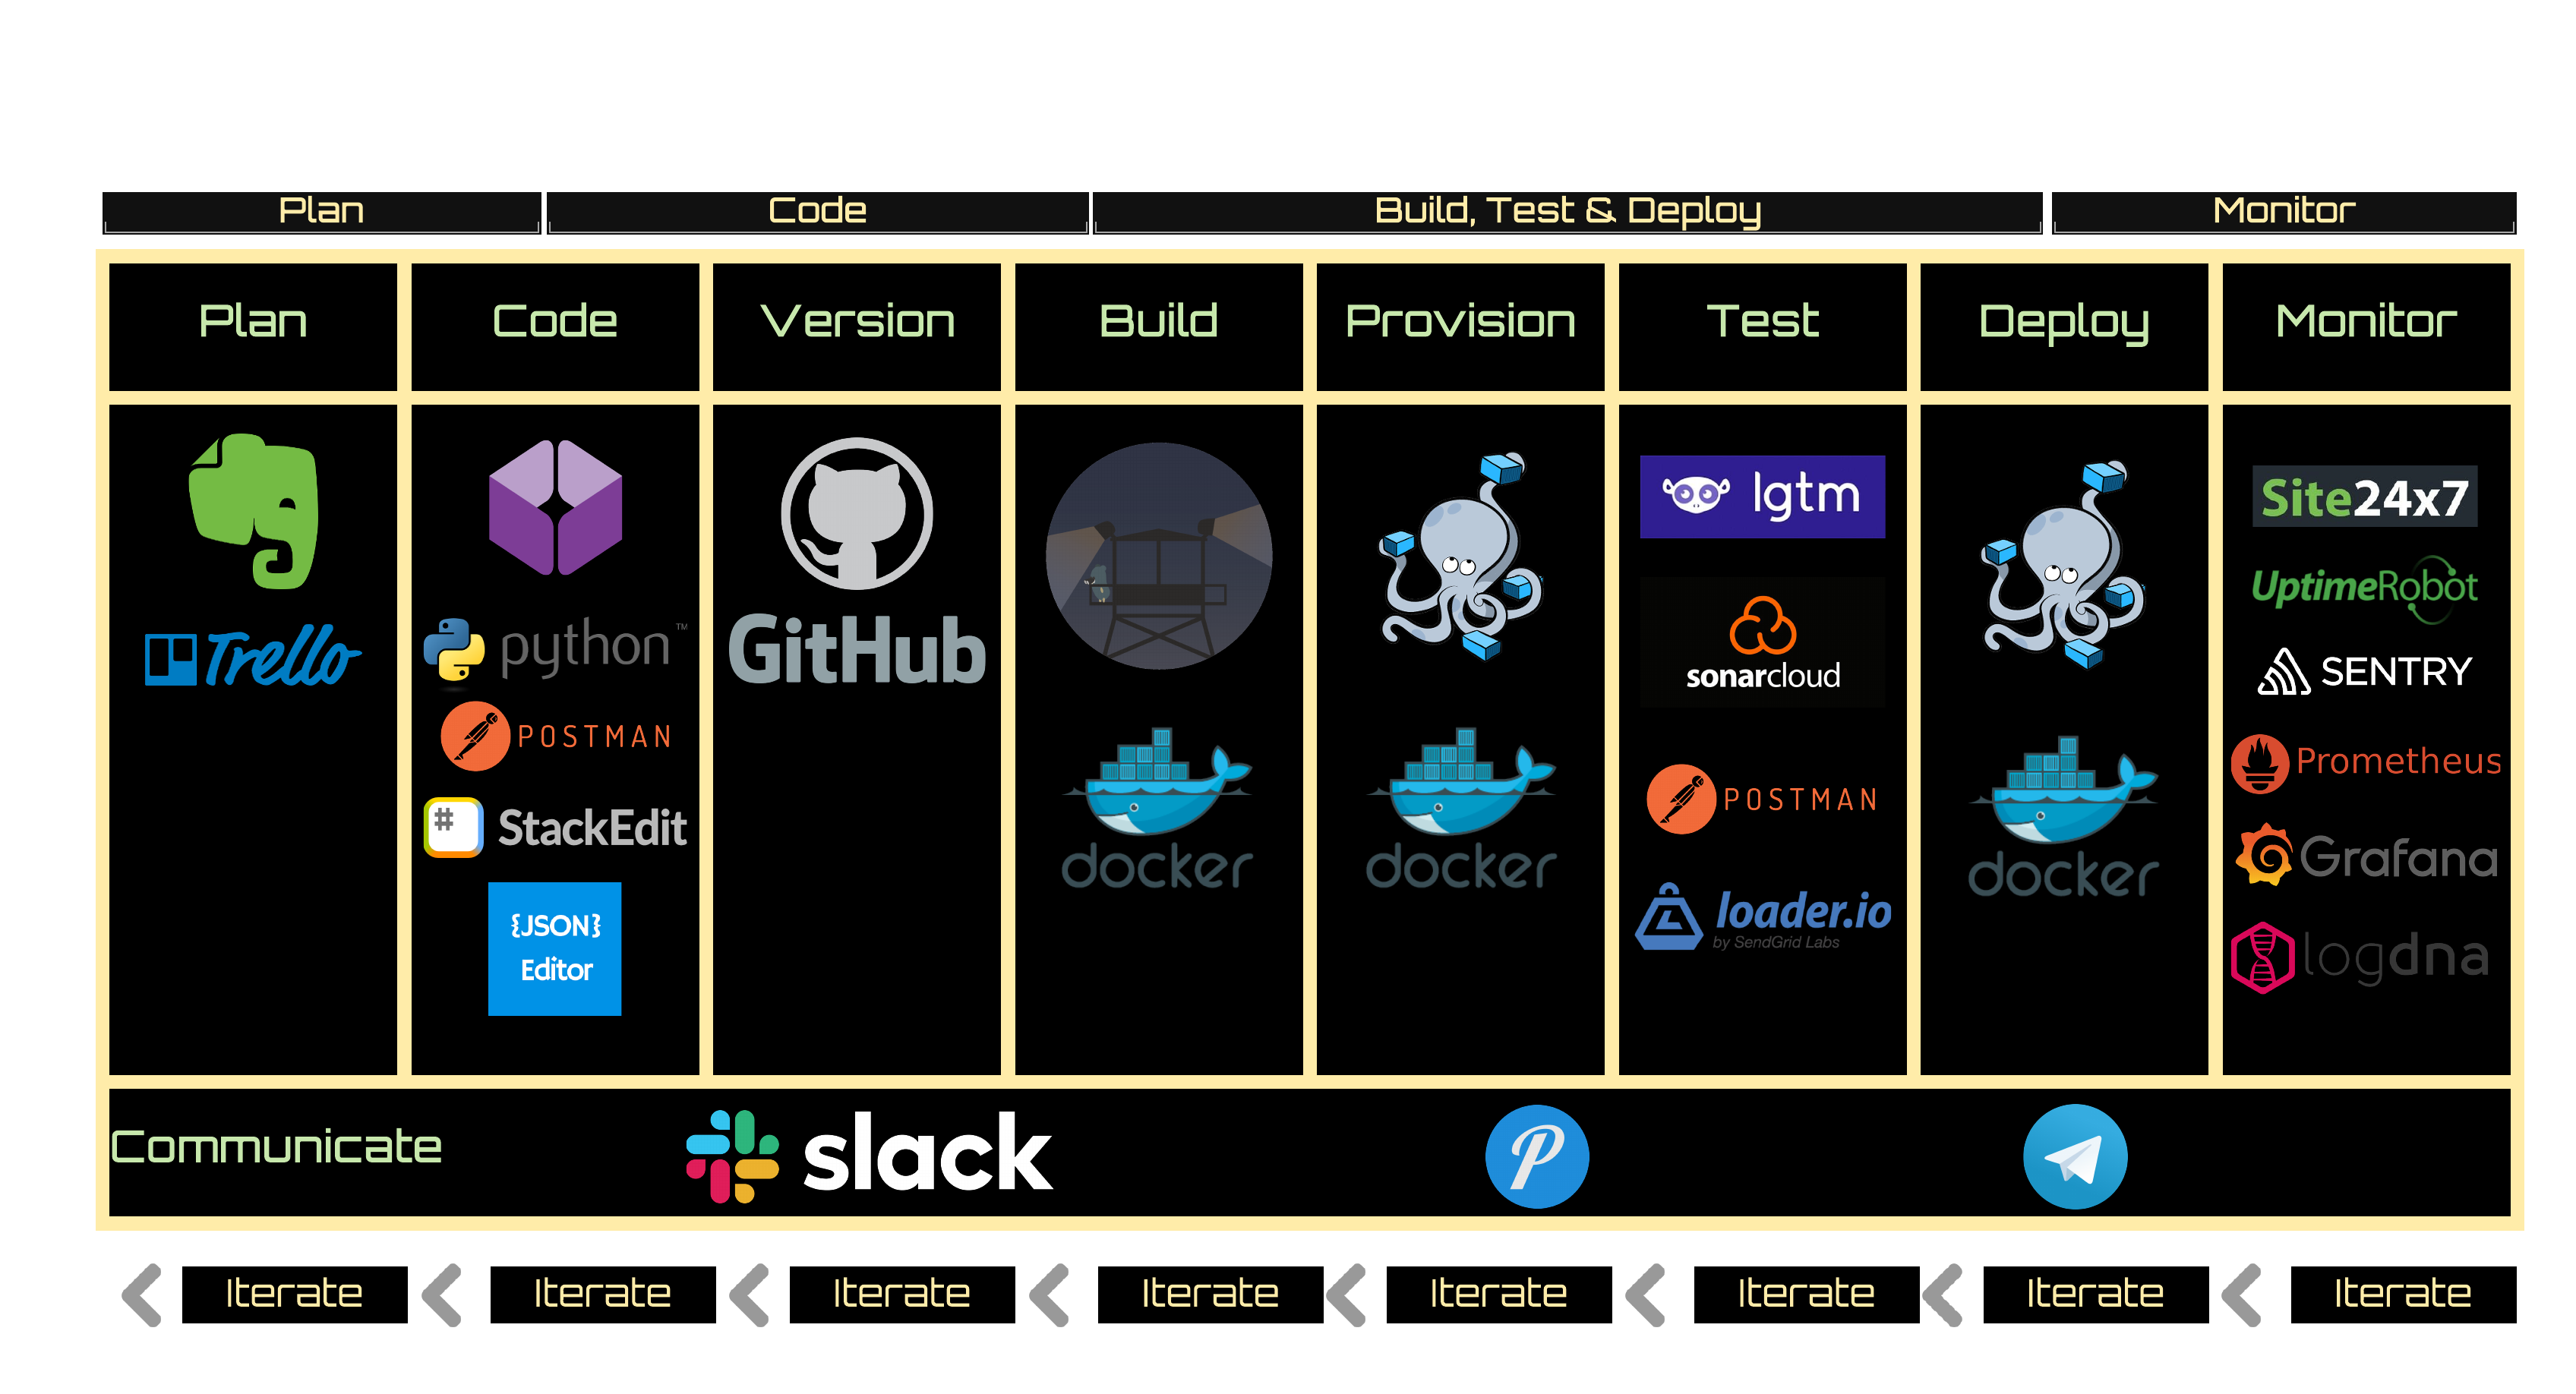 Plan
Code
Build, Test & Deploy
Monitor
Plan
Code
Version
Build
Provision
Test
Deploy
Monitor
Trello
python™
POSTMAN
StackEdit
{JSON}
Editor
GitHub
docker
docker
lgtm
sonarcloud
POSTMAN
loader.io
by SendGrid Labs
docker
Site24x7
UptimeRobot
SENTRY
Prometheus
Grafana
logdna
Communicate
slack
P
Iterate
Iterate
Iterate
Iterate
Iterate
Iterate
Iterate
Iterate